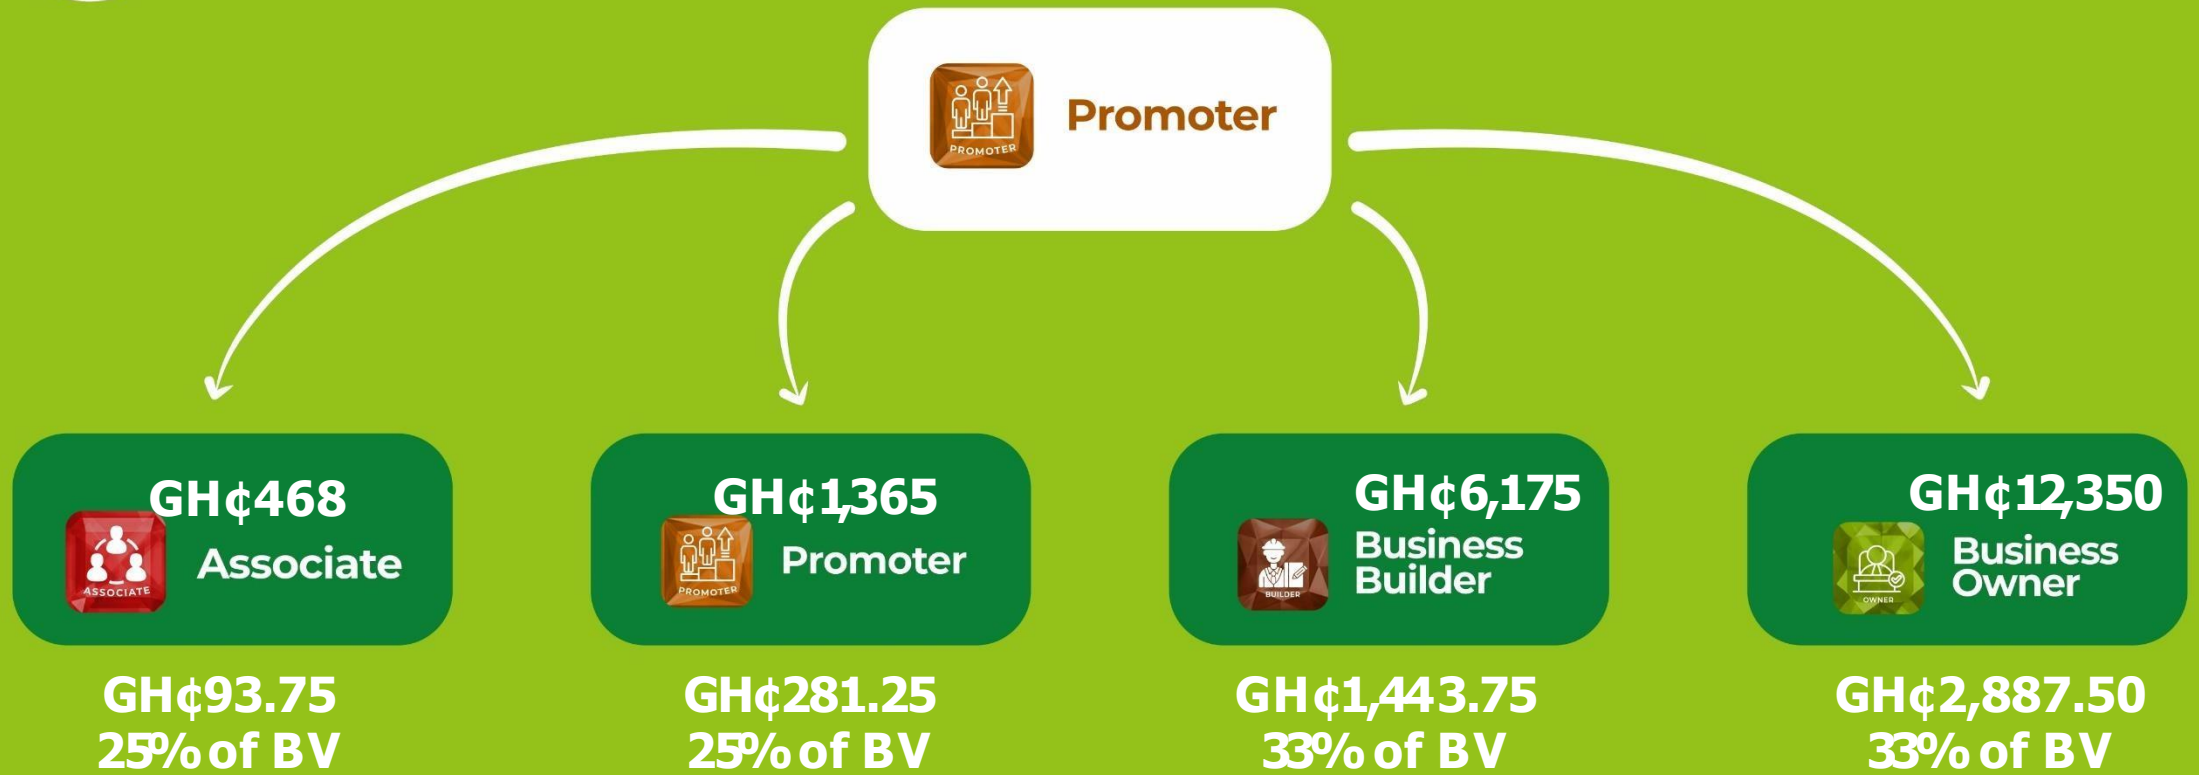 PROMOTER
Promoter
GH¢468
ASSOCIATE
Associate
GH¢93.75
25% of BV
GH¢1,365
PROMOTER
Promoter
GH¢281.25
25% of BV
GH¢6,175
BUILDER
Business
Builder
GH¢1,443.75
33% of BV
GH¢12,350
OWNER
Business
Owner
GH¢2,887.50
33% of BV